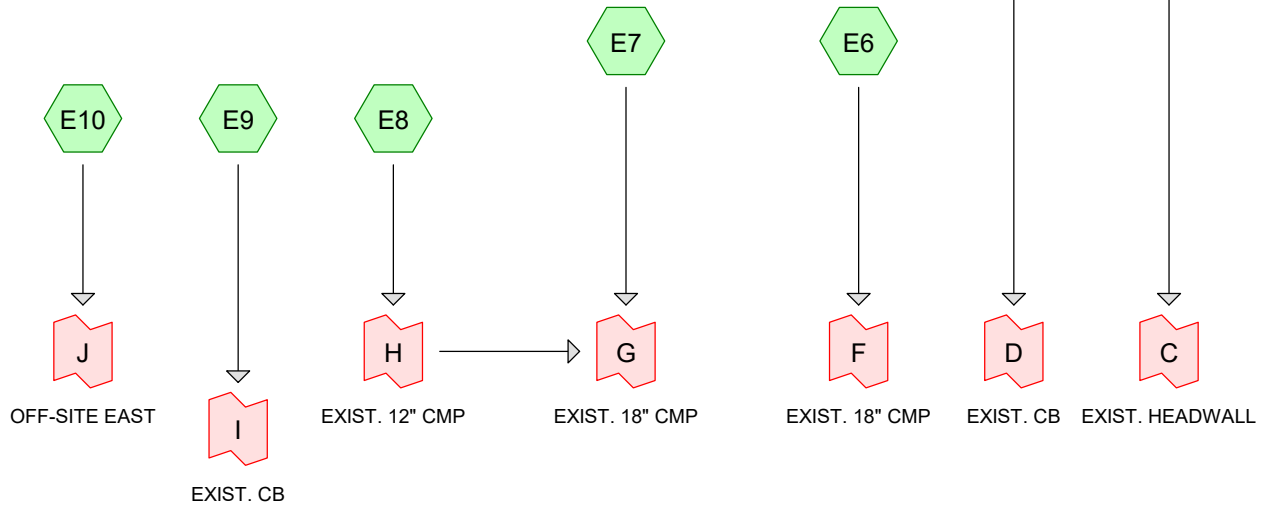 E7
E6
E10
E9
E8
J
H
G
F
D
C
OFF-SITE EAST
EXIST. 12" CMP
EXIST. 18" CMP
EXIST. 18" CMP
EXIST. CB
EXIST. HEADWALL
I
EXIST. CB